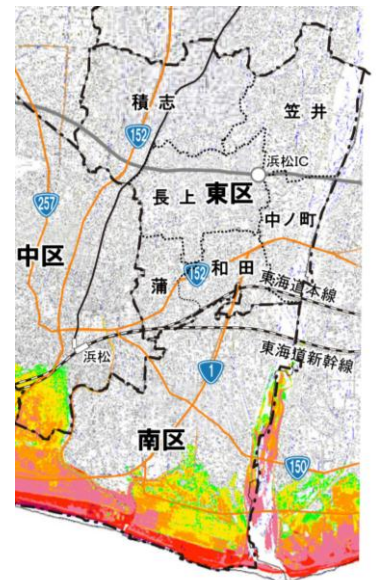 積志
笠井
152
浜松IC
257
長上
東区
中ノ町
中区
蒲
152
和田
東海道本線
浜松
1
東海道新幹線
南区
150